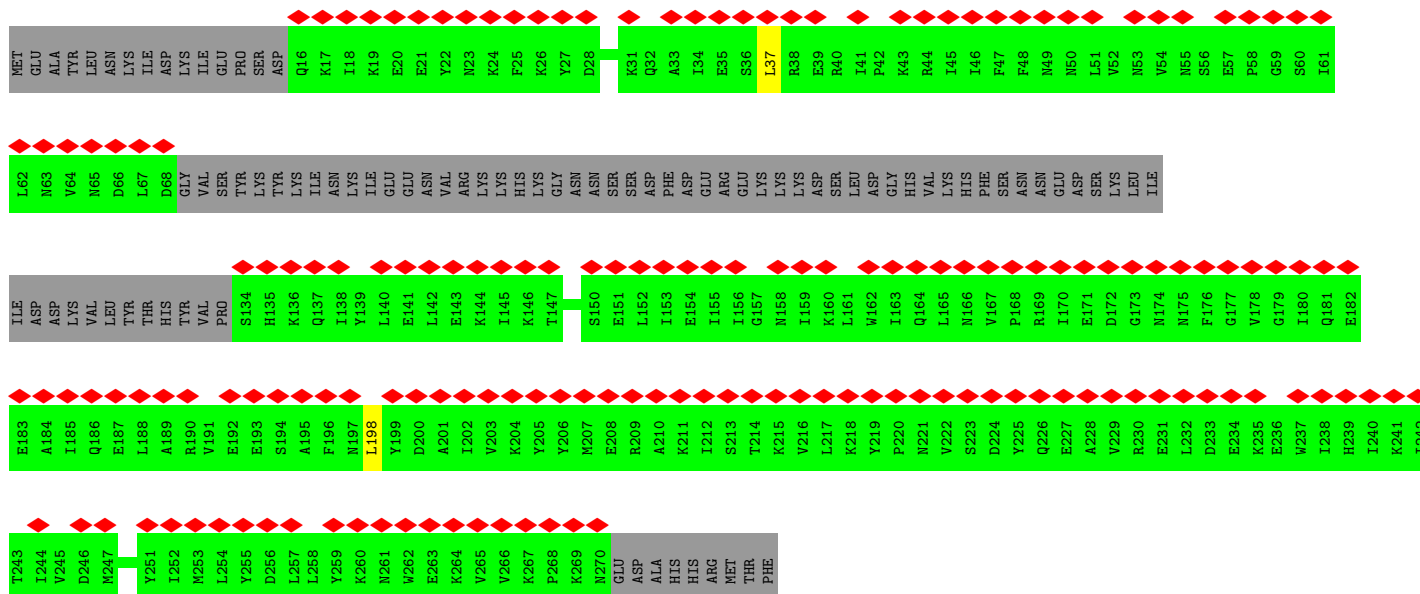 MET GLU ALA TYR LEU ASN LYS ILE ASP LYS ILE GLU PRO SER ASP Q16 K17 I18 K19 E20 E21 Y22 N23 K24 F25 K26 Y27 D28 K31 Q32 A33 I34 E35 S36 L37 R38 E39 R40 I41 P42 K43 R44 I45 I46 F47 F48 N49 N50 L51 V52 N53 V54 N55 S56 E57 P58 G59 S60 I61
L62 N63 V64 N65 D66 L67 D68 GLY VAL SER TYR LYS TYR LYS ILE ASN LYS ILE GLU GLU ASN VAL ARG LYS LYS HIS LYS GLY ASN ASN SER SER ASP PHE ASP GLU ARG GLU LYS LYS LYS ASP SER LEU ASP GLY HIS VAL LYS HIS PHE SER ASN ASN GLU ASP SER LYS LEU ILE
ILE ASP ASP LYS VAL LEU TYR THR HIS TYR VAL PRO S134 H135 K136 Q137 I138 Y139 L140 E141 L142 E143 K144 I145 K146 T147 S150 E151 L152 I153 E154 I155 I156 G157 N158 I159 K160 L161 W162 I163 Q164 L165 N166 V167 P168 R169 I170 E171 D172 G173 N174 N175 F176 G177 V178 G179 I180 Q181 E182
E183 A184 I185 Q186 E187 L188 A189 R190 V191 E192 E193 S194 A195 F196 N197 L198 Y199 D200 A201 I202 V203 K204 Y205 Y206 M207 E208 R209 A210 K211 I212 S213 T214 K215 V216 L217 K218 Y219 P220 N221 V222 S223 D224 Y225 Q226 E227 A228 V229 R230 E231 L232 D233 E234 K235 E236 W237 I238 H239 I240 K241
T243 I244 V245 D246 M247 Y251 I252 M253 L254 Y255 D256 L257 L258 Y259 K260 N261 W262 E263 K264 V265 V266 K267 P268 K269 N270 GLU ASP ALA HIS HIS ARG MET THR PHE